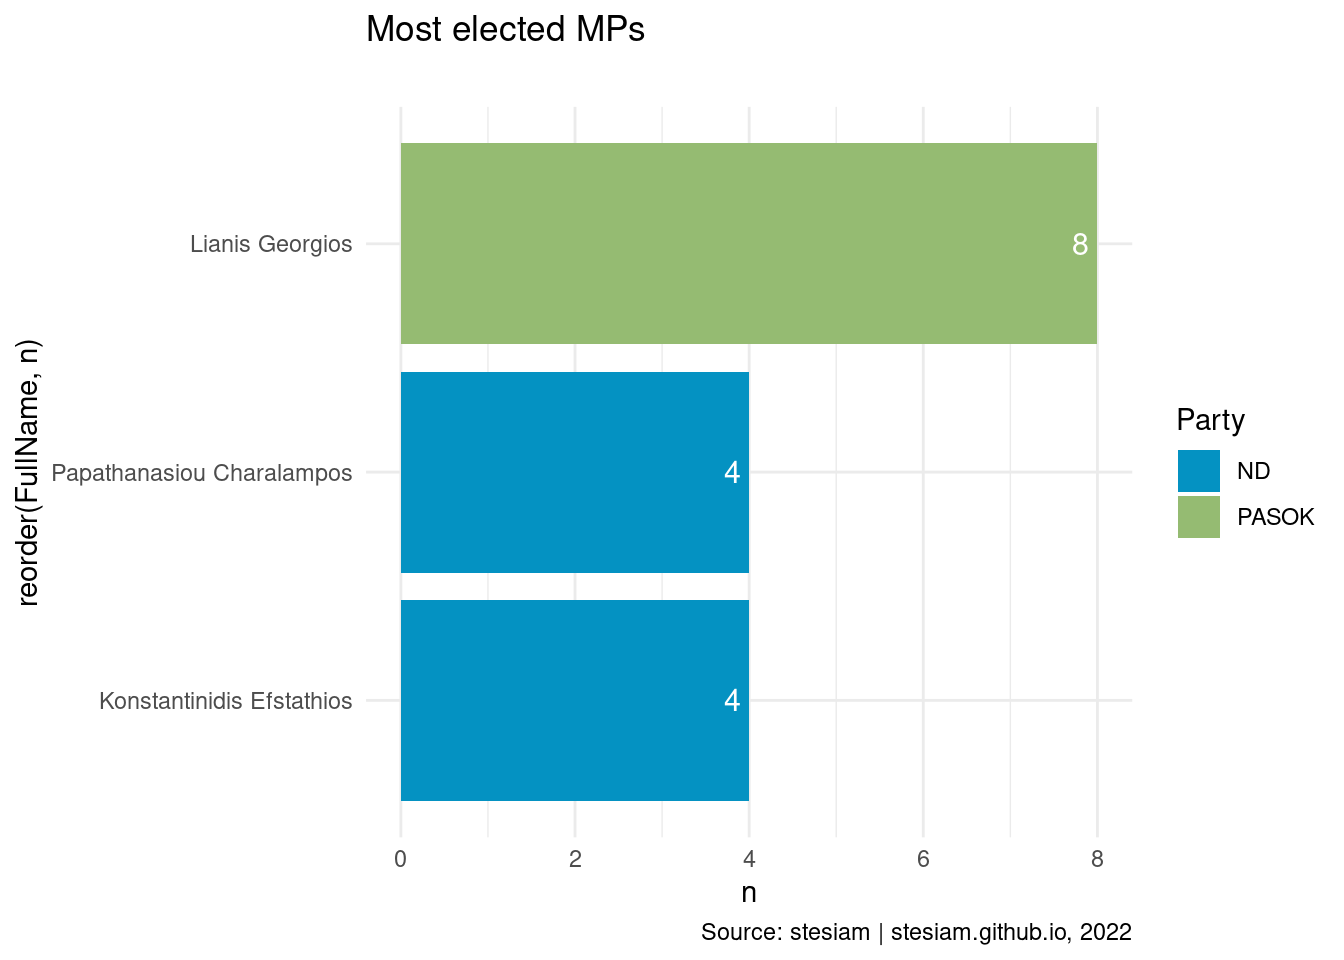 Most elected MPs
reorder(FullName, n)
Lianis Georgios
8
Papathanasiou Charalampos
4
Konstantinidis Efstathios
4
0 2 4 6 8
n
Party
ND
PASOK
Source: stesiam | stesiam.github.io, 2022